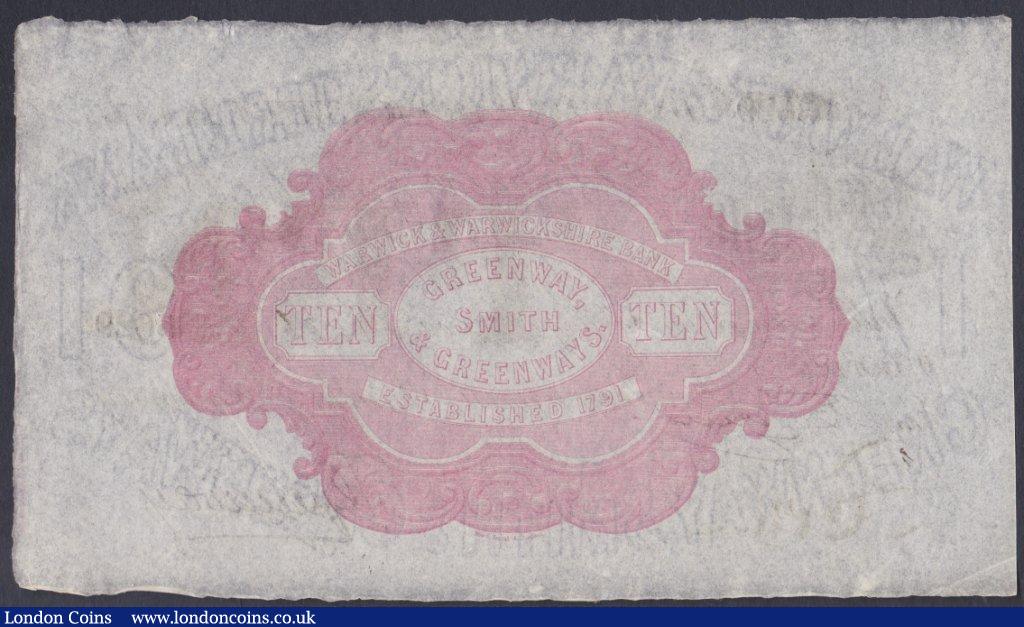 WARWICK & WARWICKSHIRE BANK
GREENWAY,
TEN SMITH TEN
& GREENWAYS.
ESTABLISHED 1791
London Coins www.londoncoins.co.uk